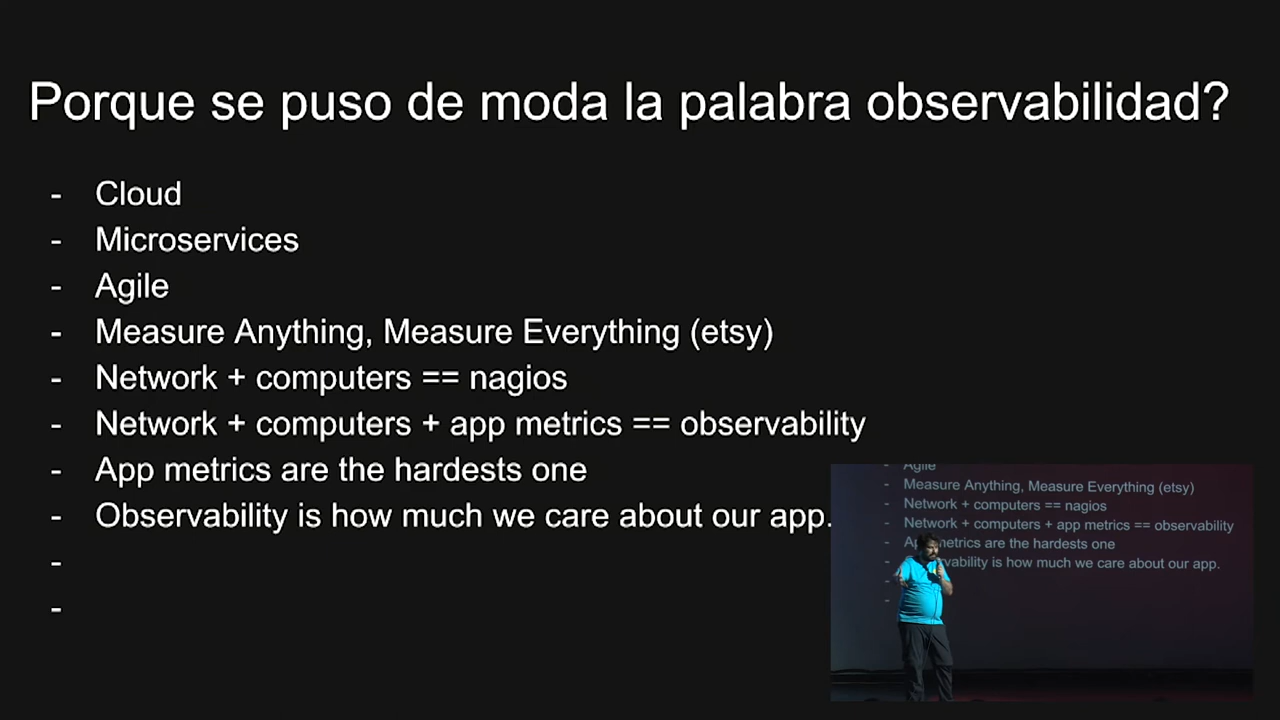 Porque se puso de moda la palabra observabilidad?
- Cloud
- Microservices
- Agile
- Measure Anything, Measure Everything (etsy)
- Network + computers == nagios
- Network + computers + app metrics == observability
- App metrics are the hardests one
- Observability is how much we care about our app.
-
-
- Agile
- Measure Anything, Measure Everything (etsy)
- Network + computers == nagios
- Network + computers + app metrics == observability
- metrics are the hardests one
- is how much we care about our app.
-
-